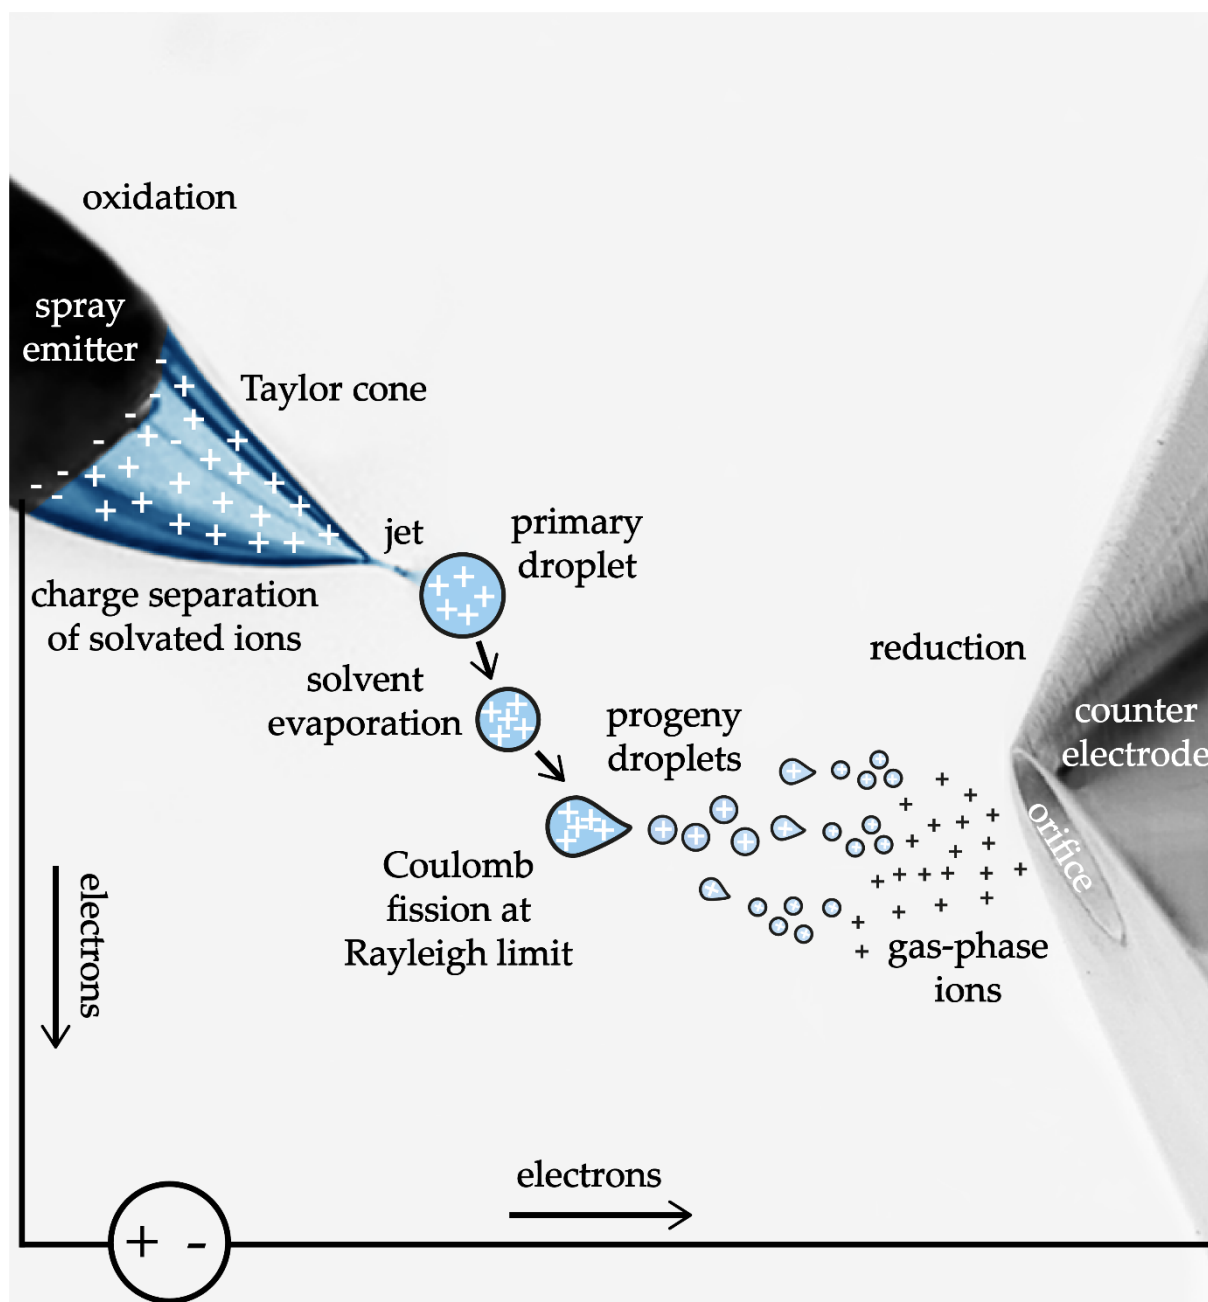 oxidation
spray
emitter
Taylor cone
jet
primary
droplet
charge separation
of solvated ions
solvent
evaporation
reduction
counter
electrode
progeny
droplets
orifice
Coulomb
fission at
Rayleigh limit
gas-phase
ions
electrons
electrons
+ -